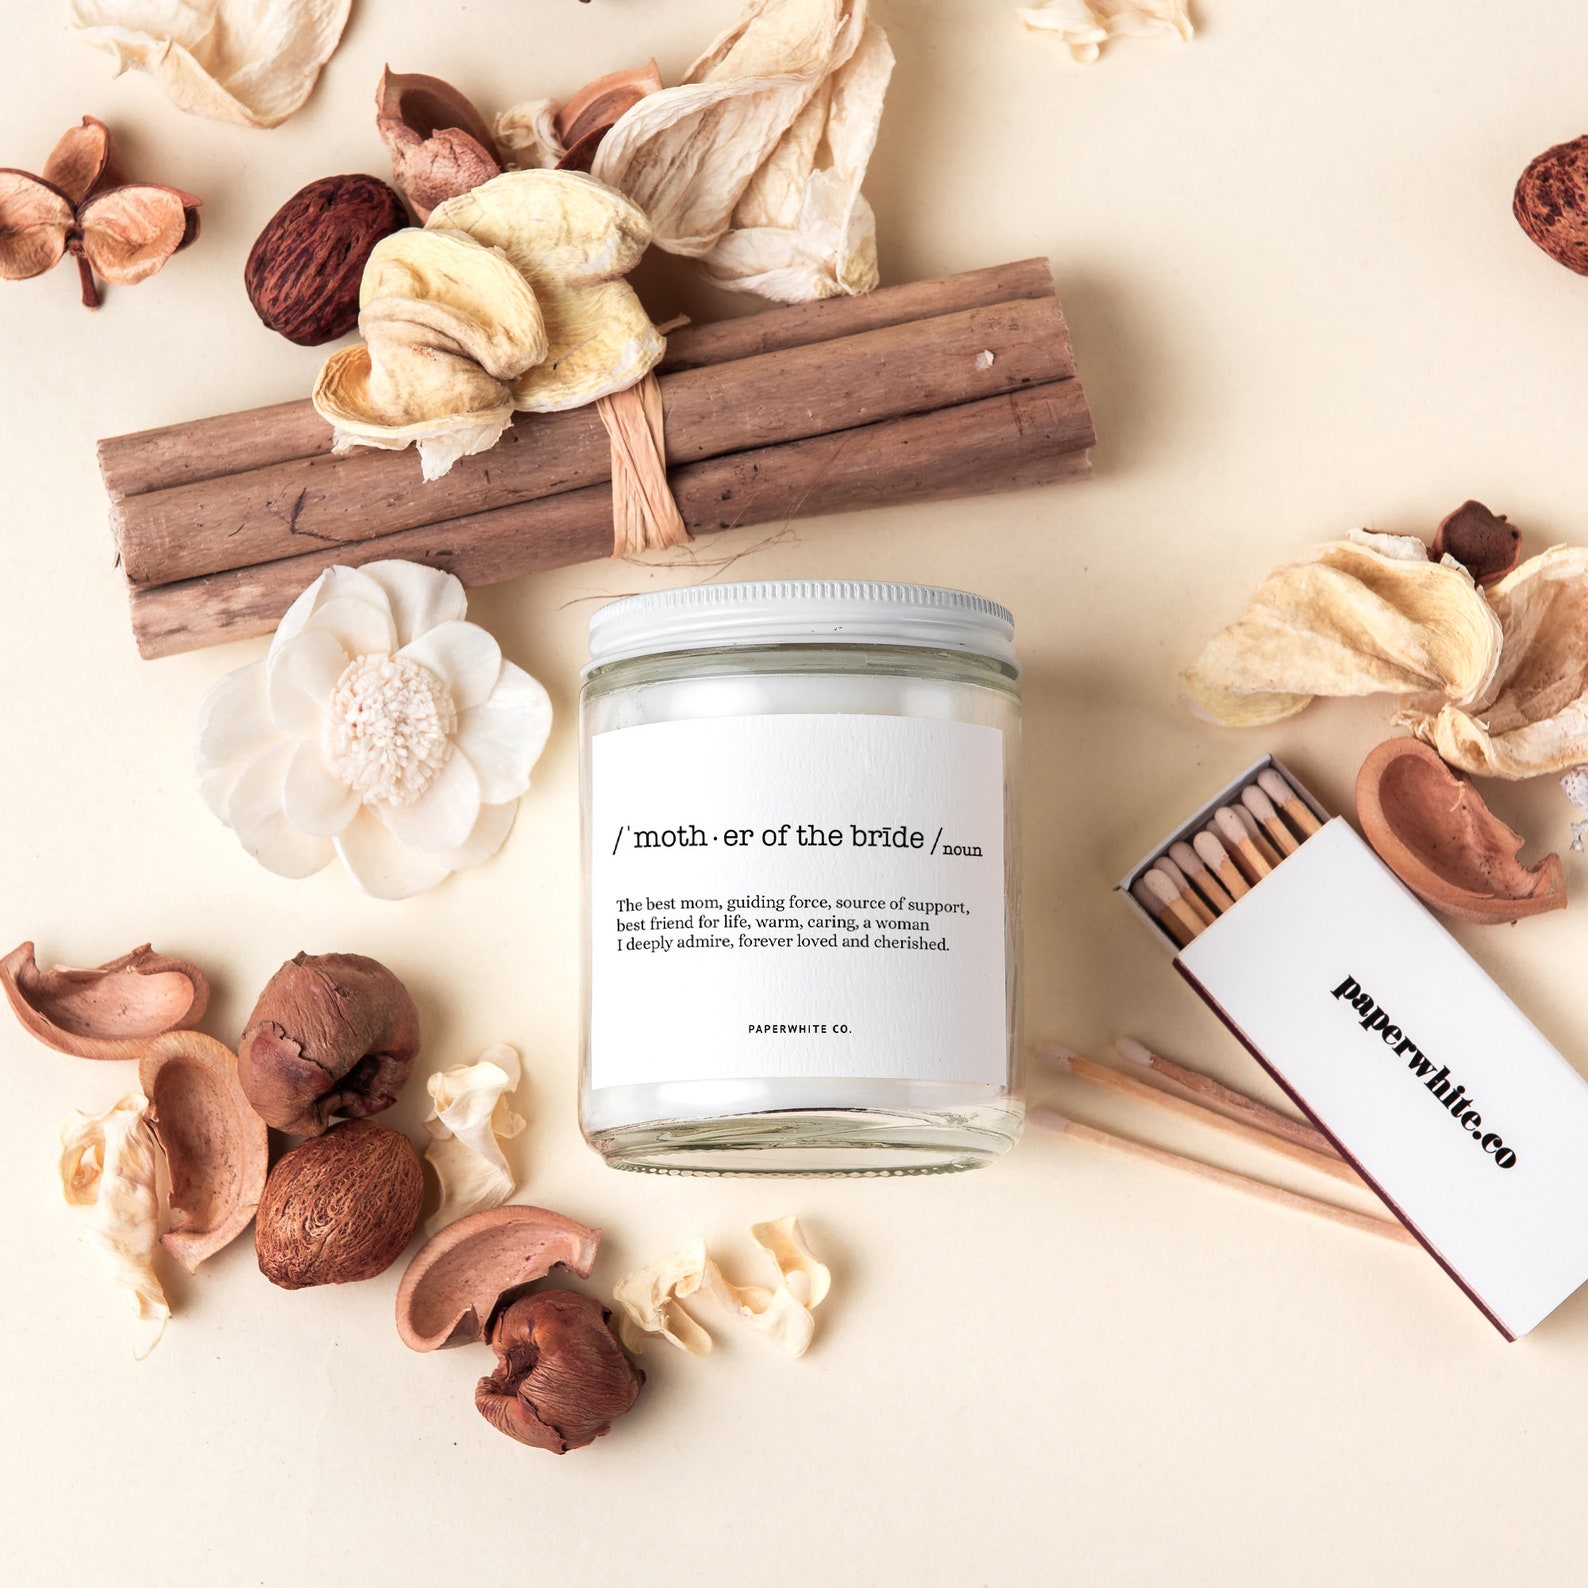 /ˈmoth·er of the brīde / noun
The best mom, guiding force, source of support,
best friend for life, warm, caring, a woman
I deeply admire, forever loved and cherished.
PAPERWHITE CO.
paperwhite.co